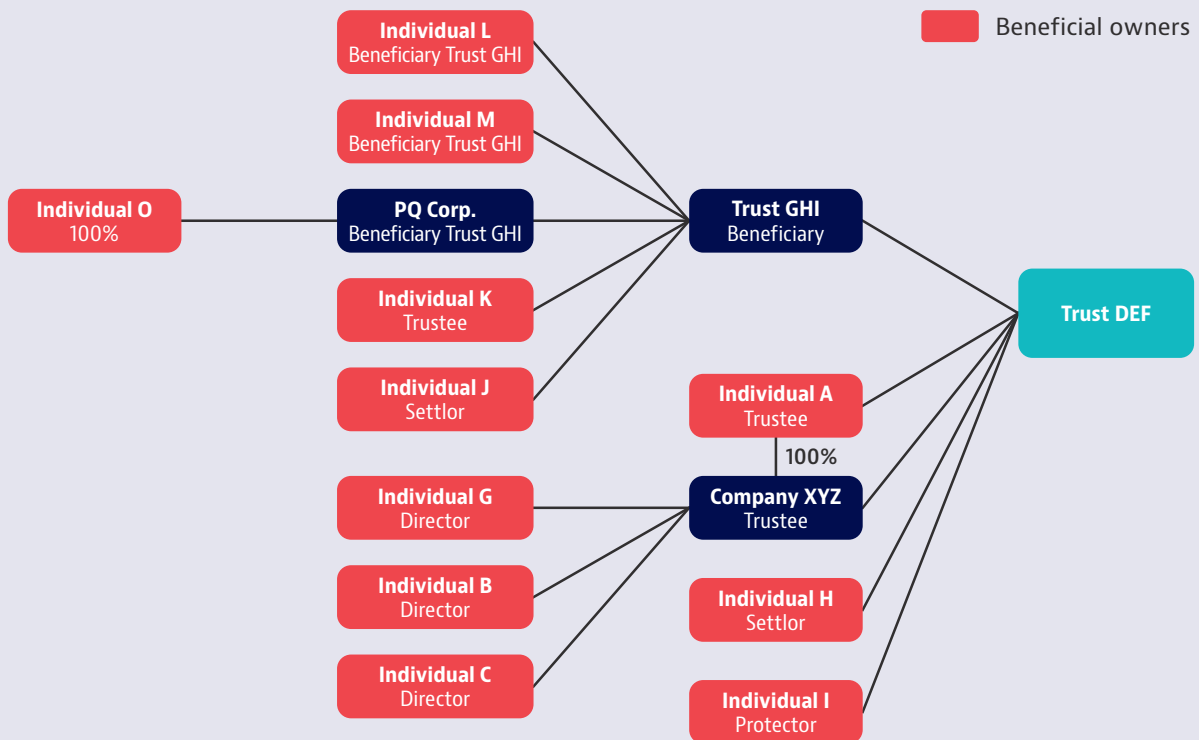 Individual L
Beneficiary Trust GHI
Beneficial owners
Individual M
Beneficiary Trust GHI
Individual O
100%
PQ Corp.
Beneficiary Trust GHI
Trust GHI
Beneficiary
Individual K
Trustee
Trust DEF
Individual J
Settlor
Individual A
Trustee
100%
Individual G
Director
Company XYZ
Trustee
Individual B
Director
Individual H
Settlor
Individual C
Director
Individual I
Protector